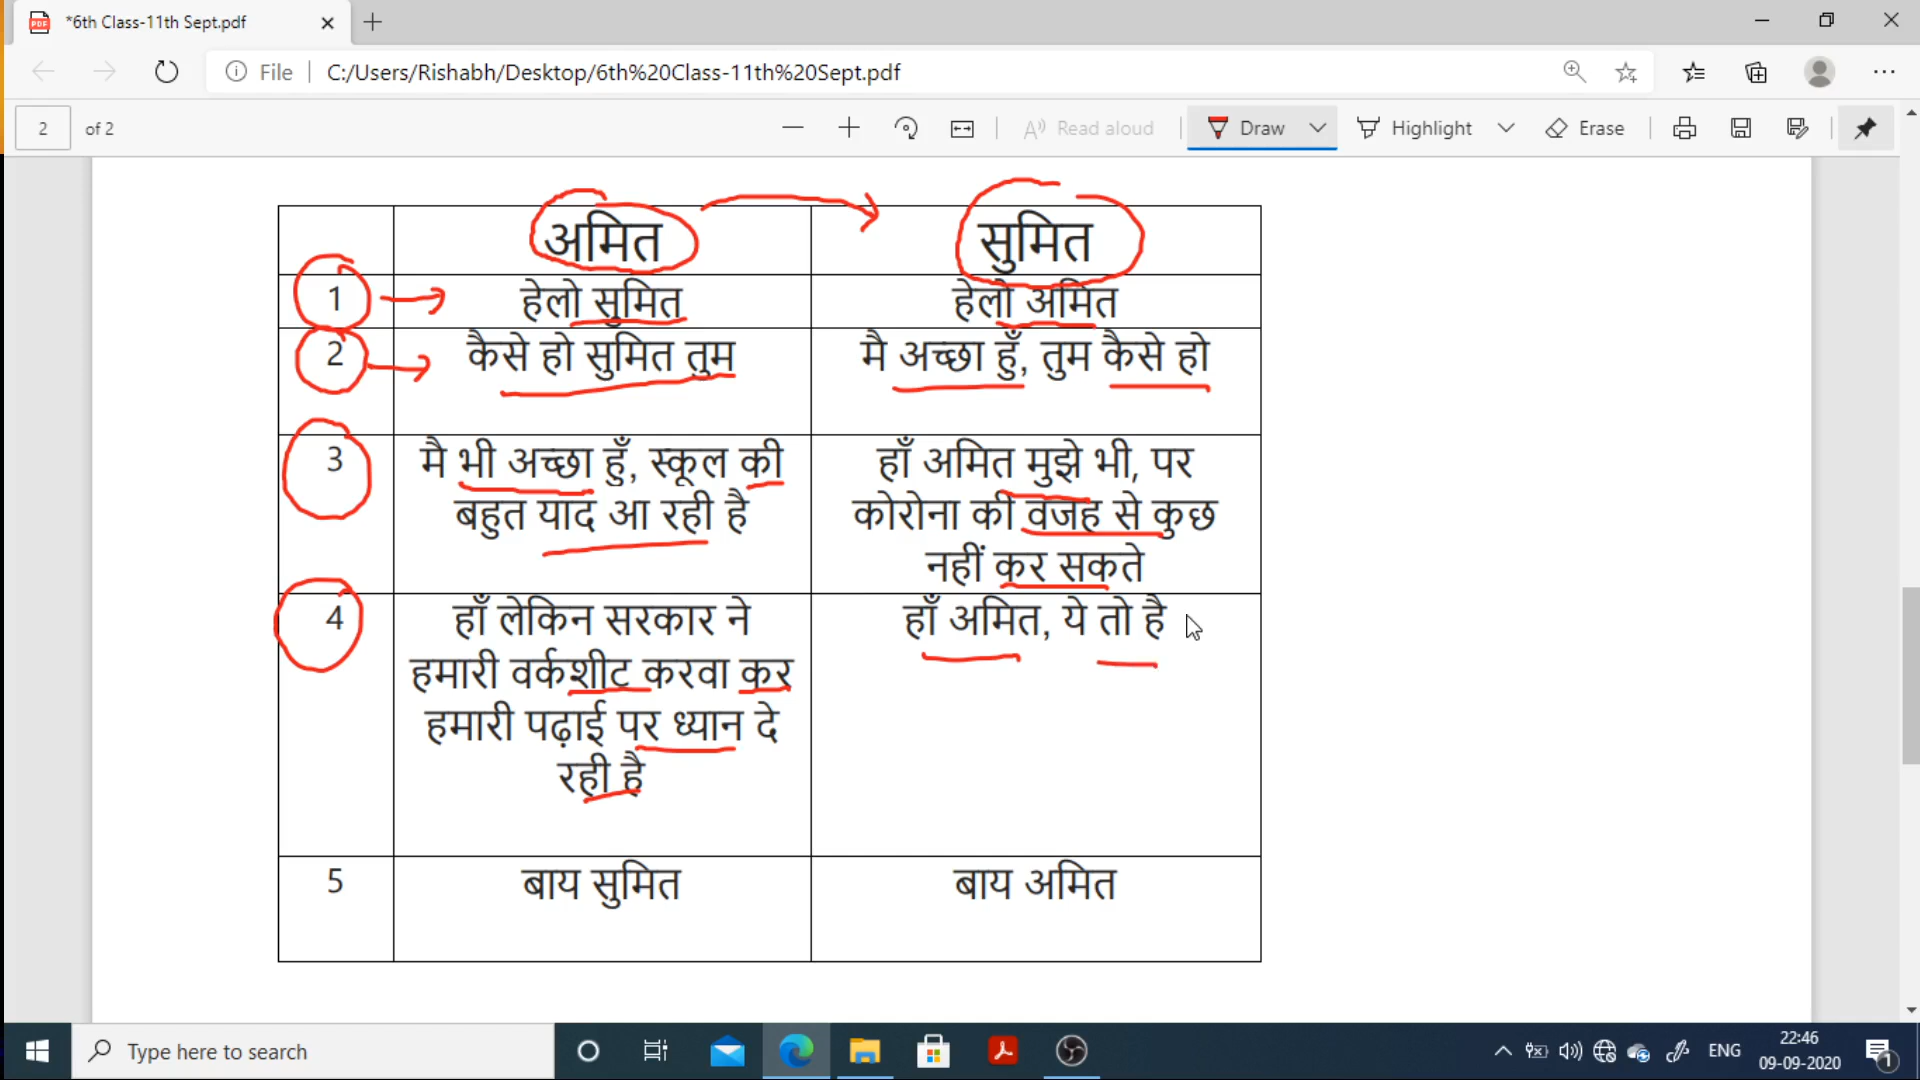 *6th Class-11th Sept.pdf
File C:/Users/Rishabh/Desktop/6th%20Class-11th%20Sept.pdf
2 of 2 Read aloud Draw Highlight Erase
अमित सुमित
1 हेलो सुमित हेलो अमित
2 कैसे हो सुमित तुम मै अच्छा हुँ, तुम कैसे हो
3 मै भी अच्छा हुँ, स्कूल की हाँ अमित मुझे भी, पर
बहुत याद आ रही है कोरोना की वजह से कुछ
नहीं कर सकते
4 हाँ लेकिन सरकार ने हाँ अमित, ये तो है
हमारी वर्कशीट करवा कर
हमारी पढ़ाई पर ध्यान दे
रही है
5 बाय सुमित बाय अमित
Type here to search ENG 22:46
09-09-2020 1